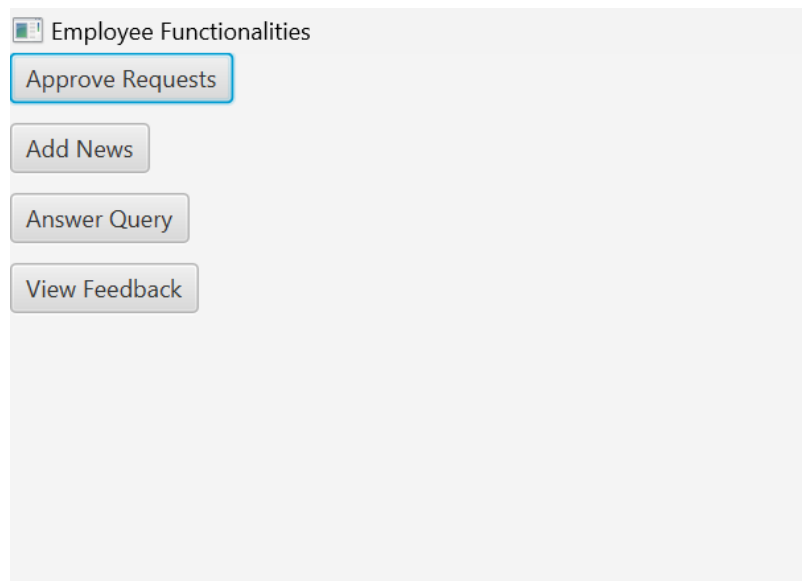 Employee Functionalities
Approve Requests
Add News
Answer Query
View Feedback